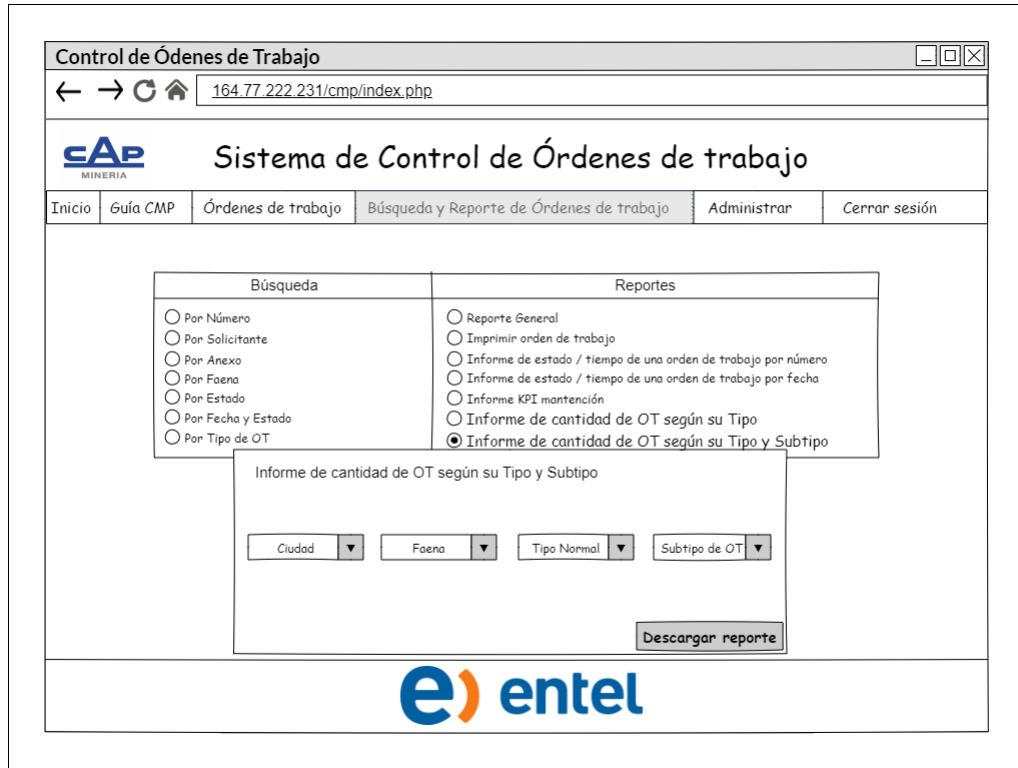 Control de Ódenes de Trabajo
164.77.222.231/cmp/index.php
CAP
MINERIA
Sistema de Control de Órdenes de trabajo
Inicio Guía CMP Órdenes de trabajo Búsqueda y Reporte de Órdenes de trabajo Administrar Cerrar sesión
Búsqueda
Por Número
Por Solicitante
Por Anexo
Por Faena
Por Estado
Por Fecha y Estado
Por Tipo de OT
Reportes
Reporte General
Imprimir orden de trabajo
Informe de estado / tiempo de una orden de trabajo por número
Informe de estado / tiempo de una orden de trabajo por fecha
Informe KPI mantención
Informe de cantidad de OT según su Tipo
Informe de cantidad de OT según su Tipo y Subtipo
Informe de cantidad de OT según su Tipo y Subtipo
Ciudad Faena Tipo Normal Subtipo de OT
Descargar reporte
e) entel